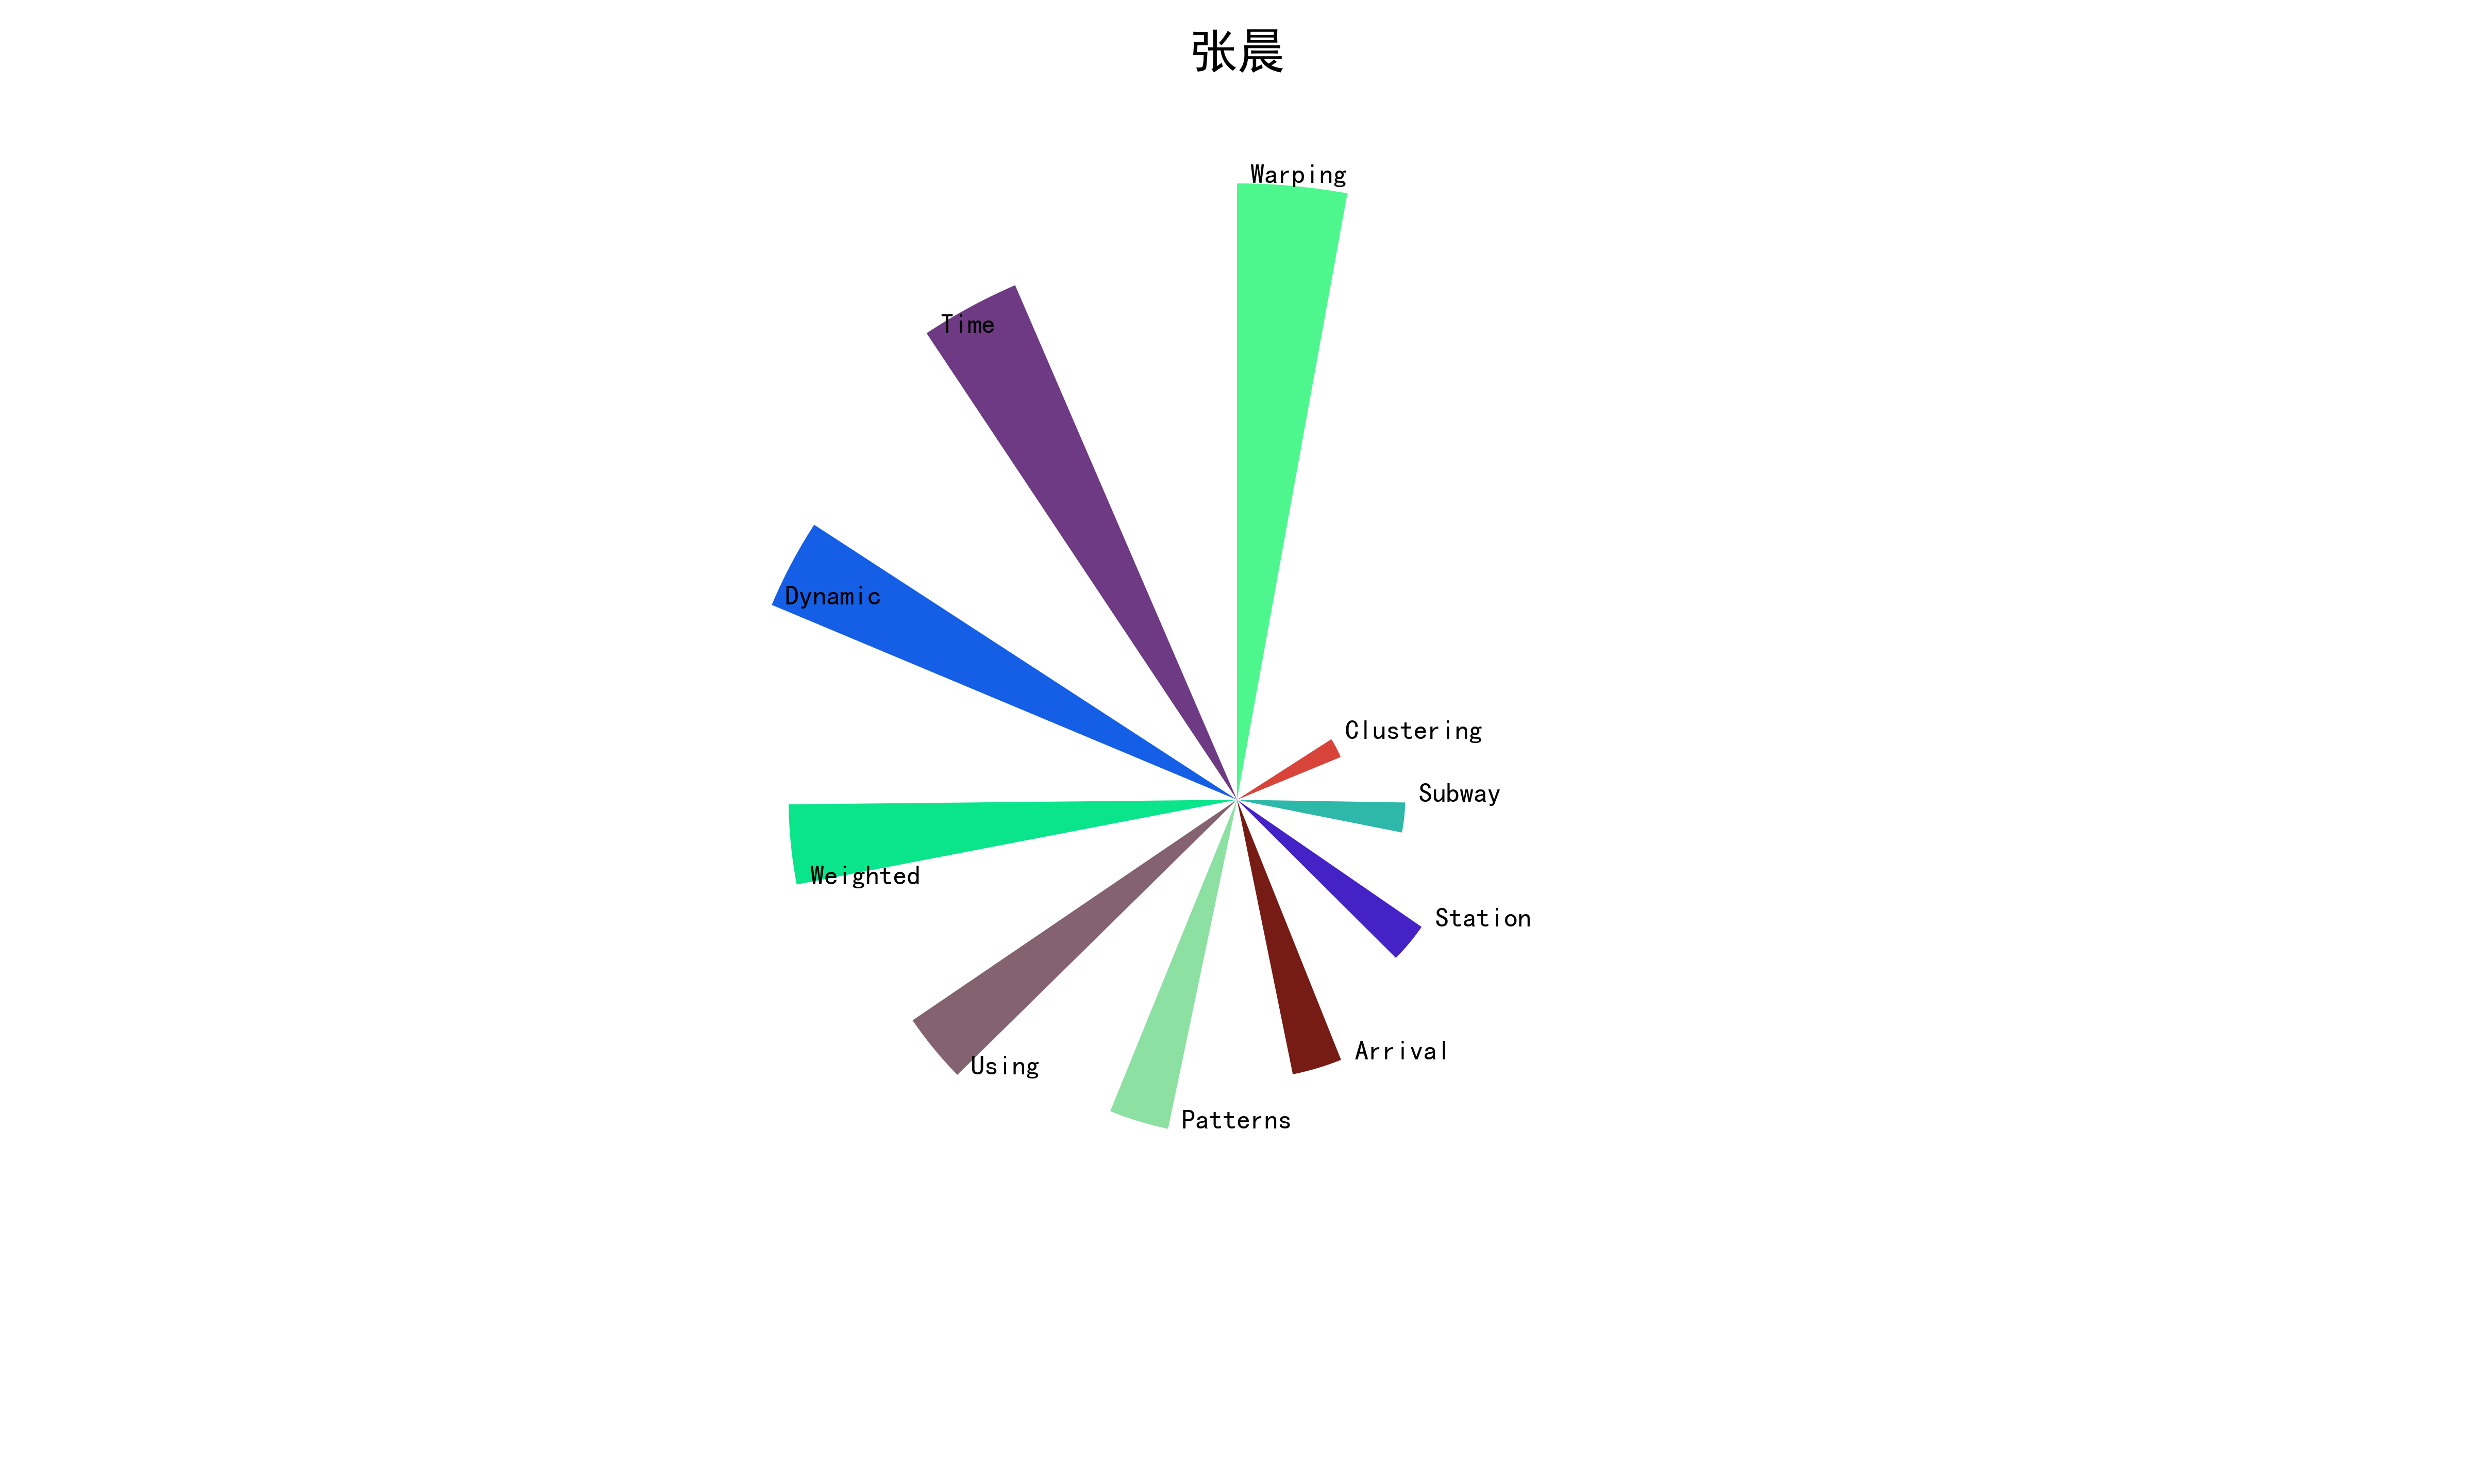 张晨
Warping
Time
Dynamic
Clustering
Subway
Weighted
Station
Arrival
Using
Patterns